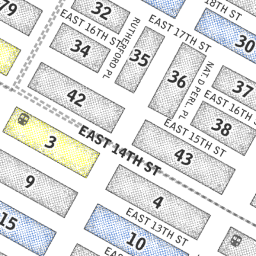 79
32
18TH ST
EAST 16TH ST
RUTHERFORD PL
EAST 17TH ST
30
34
35
36
NAT D PERL. PL
37
42
EAST 16TH ST
38
EAST 15TH ST
3
EAST 14TH ST
43
9
4
15
EAST 13TH ST
10